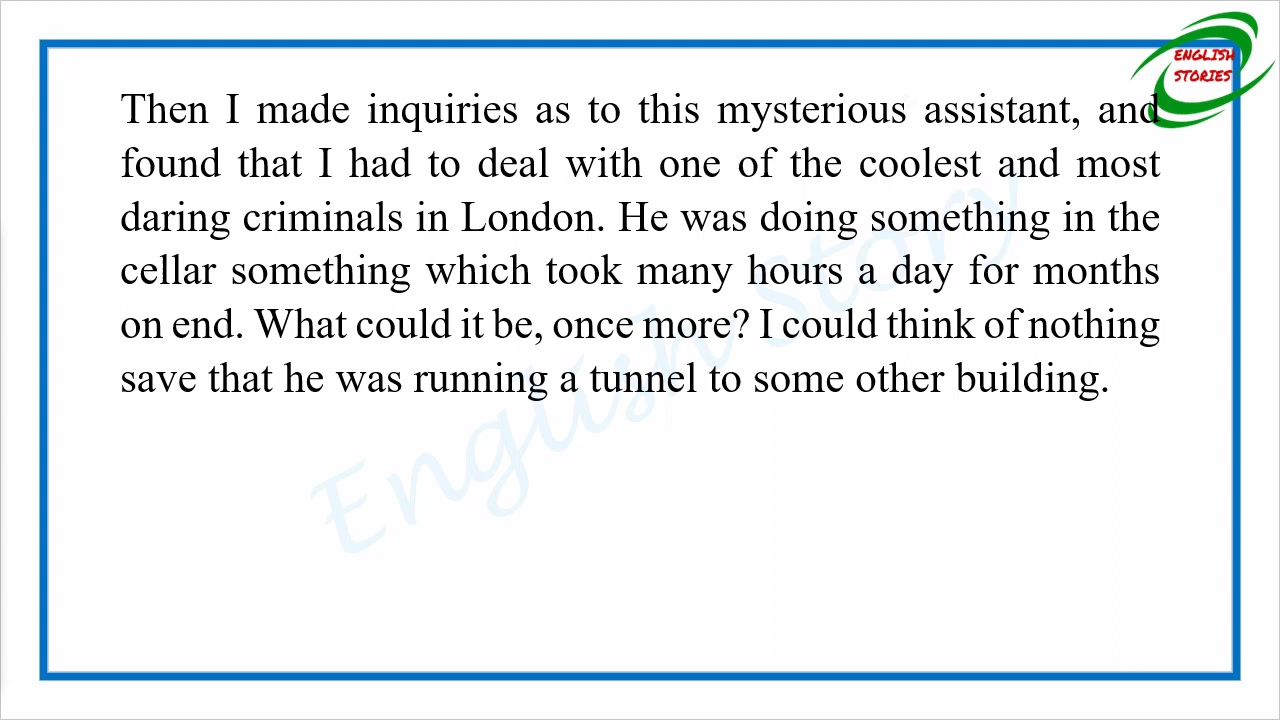 ENGLISH
STORIES
Then I made inquiries as to this mysterious assistant, and
found that I had to deal with one of the coolest and most
daring criminals in London. He was doing something in the
cellar something which took many hours a day for months
on end. What could it be, once more? I could think of nothing
save that he was running a tunnel to some other building.
English Story